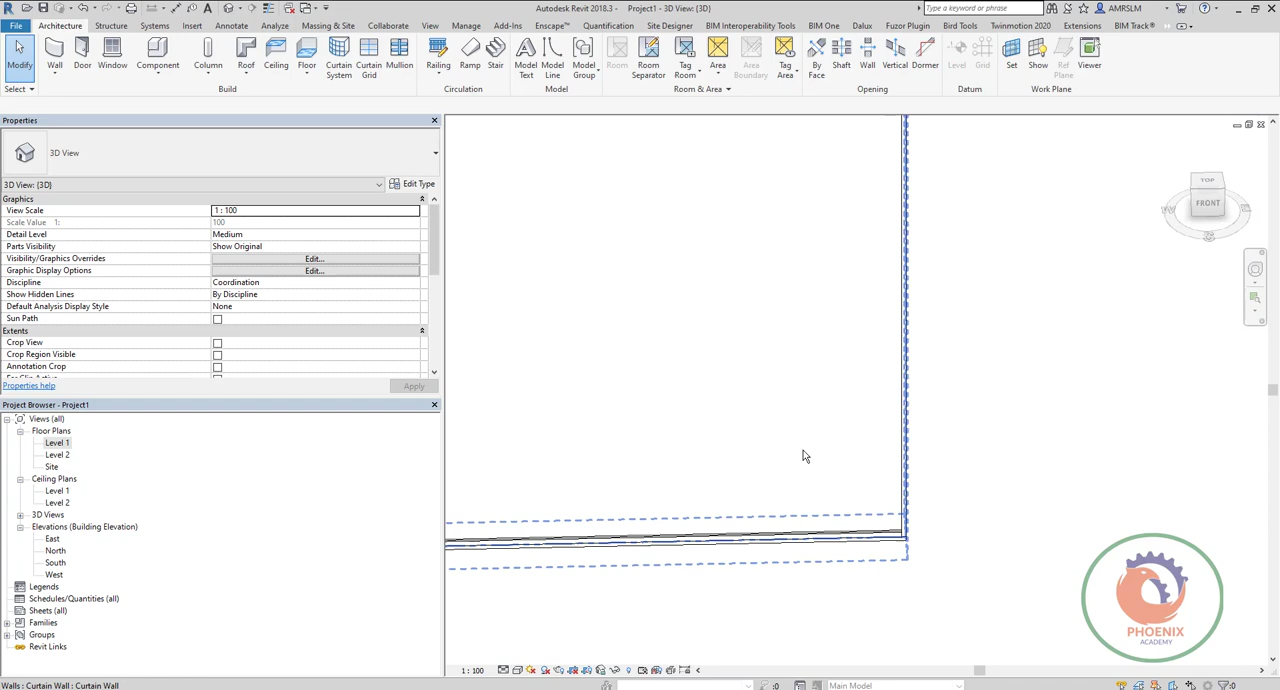 Autodesk Revit 2018.3 -    Project1 - 3D View: {3D}
Type a keyword or phrase
AMRSLM
File Architecture Structure Systems Insert Annotate Analyze Massing & Site Collaborate View Manage Add-Ins Enscape™ Quantification Site Designer BIM Interoperability Tools BIM One Dalux Fuzor Plugin Bird Tools Twinmotion 2020 Extensions BIM Track®
Modify Wall Door Window Component Column Roof Ceiling Floor Curtain System Curtain Grid Mullion Railing Ramp Stair Model Text Model Line Model Group Room Room Separator Tag Room Area Area Boundary Tag Area By Face Shaft Wall Vertical Dormer Level Grid Set Show Ref Plane Viewer
Select Build Circulation Model Room & Area Opening Datum Work Plane
Properties
3D View
3D View: {3D} Edit Type
Graphics
View Scale 1 : 100
Scale Value 1: 100
Detail Level Medium
Parts Visibility Show Original
Visibility/Graphics Overrides Edit...
Graphic Display Options Edit...
Discipline Coordination
Show Hidden Lines By Discipline
Default Analysis Display Style None
Sun Path
Extents
Crop View
Crop Region Visible
Annotation Crop
Properties help Apply
Project Browser - Project1
Views (all)
Floor Plans
Level 1
Level 2
Site
Ceiling Plans
Level 1
Level 2
3D Views
Elevations (Building Elevation)
East
North
South
West
Legends
Schedules/Quantities (all)
Sheets (all)
Families
Groups
Revit Links
TOP
FRONT
PHOENIX
ACADEMY
1 : 100
Walls : Curtain Wall : Curtain Wall
:0
Main Model
:0